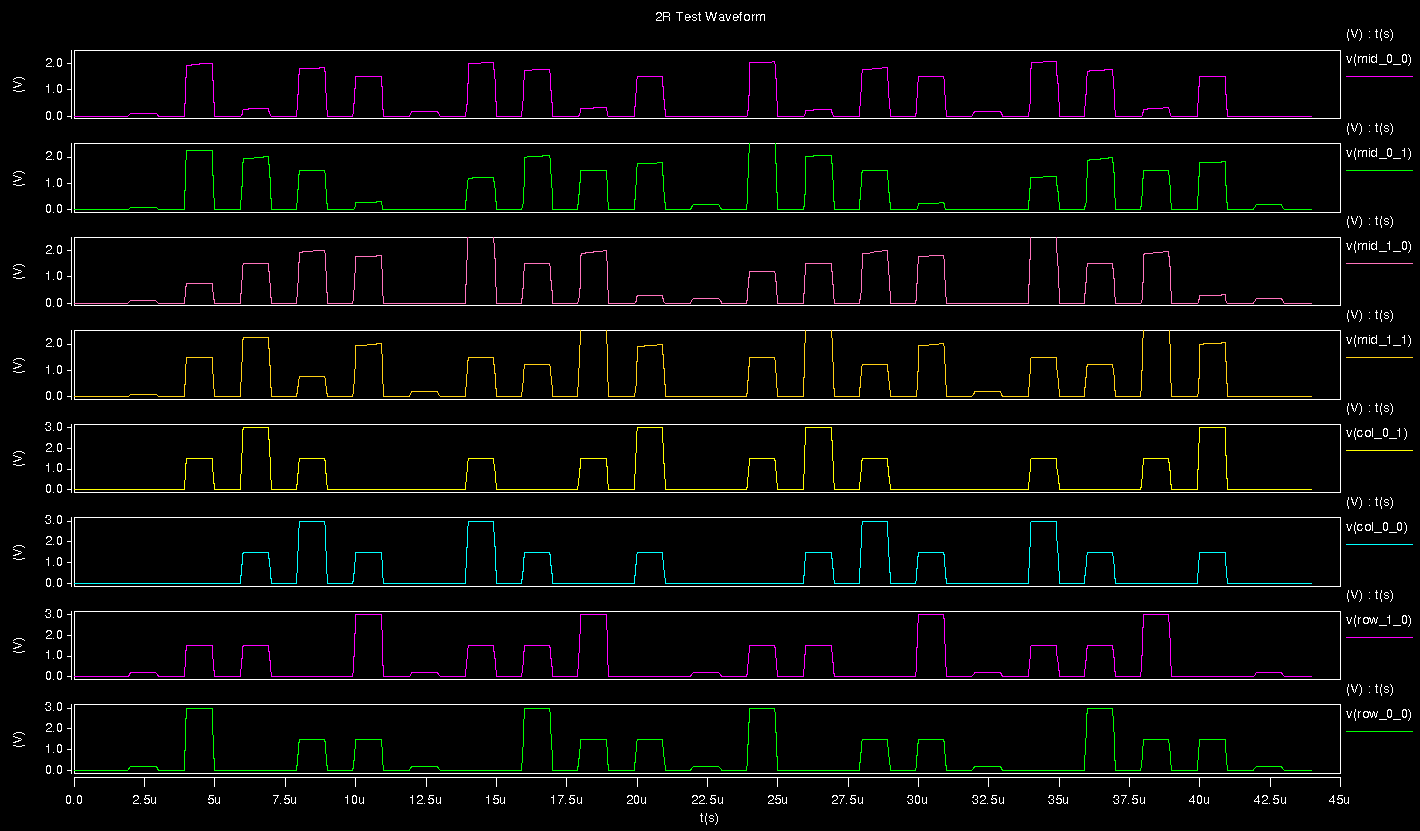 2R Test Waveform
(V) : t(s)
v(mid_0_0)
(V)
2.0
1.0
0.0
(V) : t(s)
v(mid_0_1)
(V)
2.0
1.0
0.0
(V) : t(s)
v(mid_1_0)
(V)
2.0
1.0
0.0
(V) : t(s)
v(mid_1_1)
(V)
2.0
1.0
0.0
(V) : t(s)
v(col_0_1)
(V)
3.0
2.0
1.0
0.0
(V) : t(s)
v(col_0_0)
(V)
3.0
2.0
1.0
0.0
(V) : t(s)
v(row_1_0)
(V)
3.0
2.0
1.0
0.0
(V) : t(s)
v(row_0_0)
(V)
3.0
2.0
1.0
0.0
0.0 2.5u 5u 7.5u 10u 12.5u 15u 17.5u 20u 22.5u 25u 27.5u 30u 32.5u 35u 37.5u 40u 42.5u 45u
t(s)